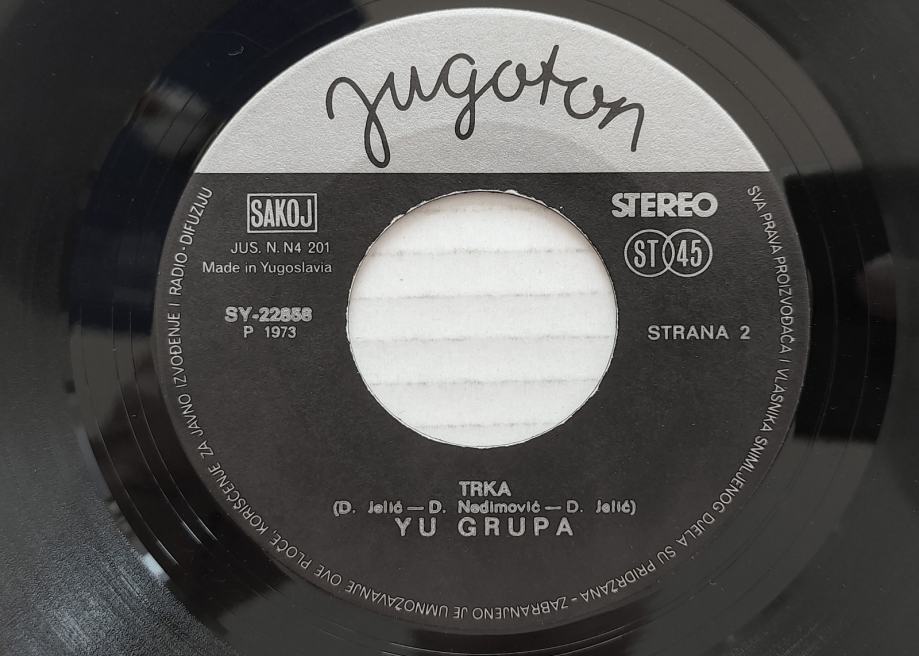 jugoton
SAKOJ
JUS. N. N4 201
Made in Yugoslavia
SY-22858
P 1973
STEREO
ST 45
STRANA 2
TRKA
(D. Jelić — D. Nedimović — D. Jelić)
YU GRUPA
SVA PRAVA PROIZVOĐAČA I VLASNIKA SNIMLJENOG DJELA SU PRIDRŽANA - ZABRANJENO JE UMNOŽAVANJE OVE PLOČE, KORIŠĆENJE ZA JAVNO IZVOĐENJE I RADIO-DIFUZIJU